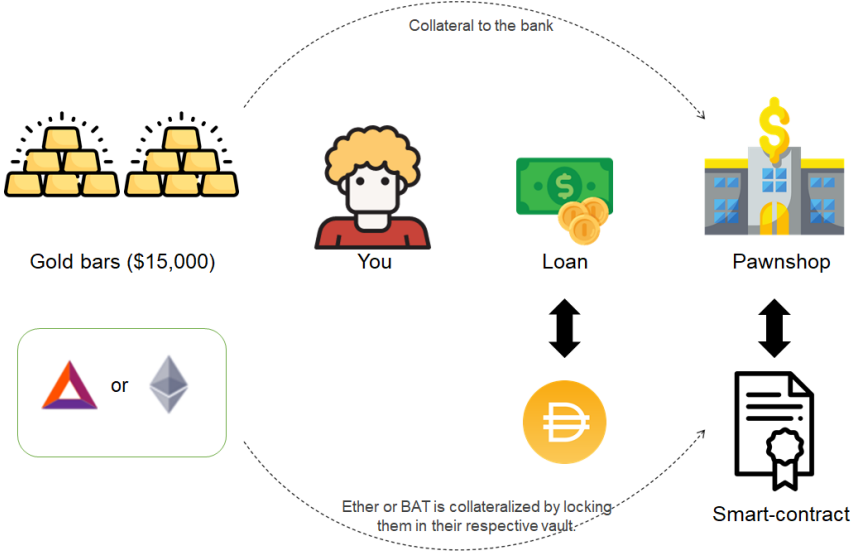 Collateral to the bank
Gold bars ($15,000)
You
Loan
Pawnshop
or
Ether or BAT is collateralized by locking
them in their respective vault.
Smart-contract